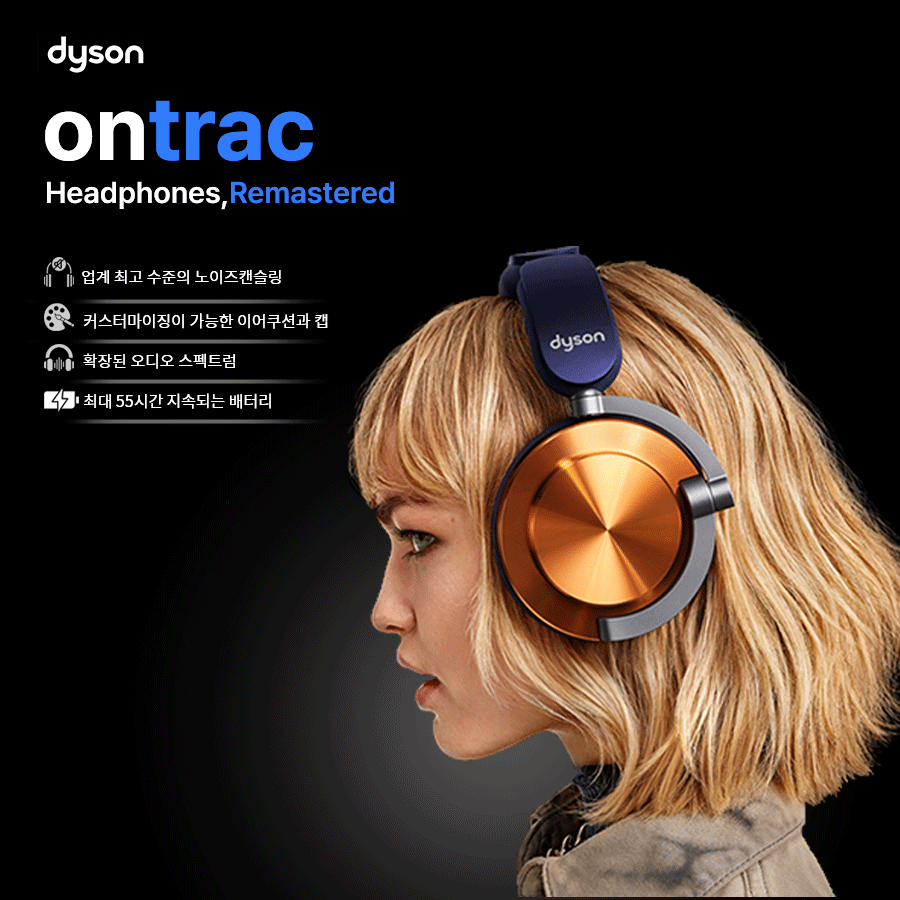 dyson
ontrac
Headphones,Remastered
업계 최고 수준의 노이즈캔슬링
커스터마이징이 가능한 이어쿠션과 캡
확장된 오디오 스펙트럼
최대 55시간 지속되는 배터리
dyson